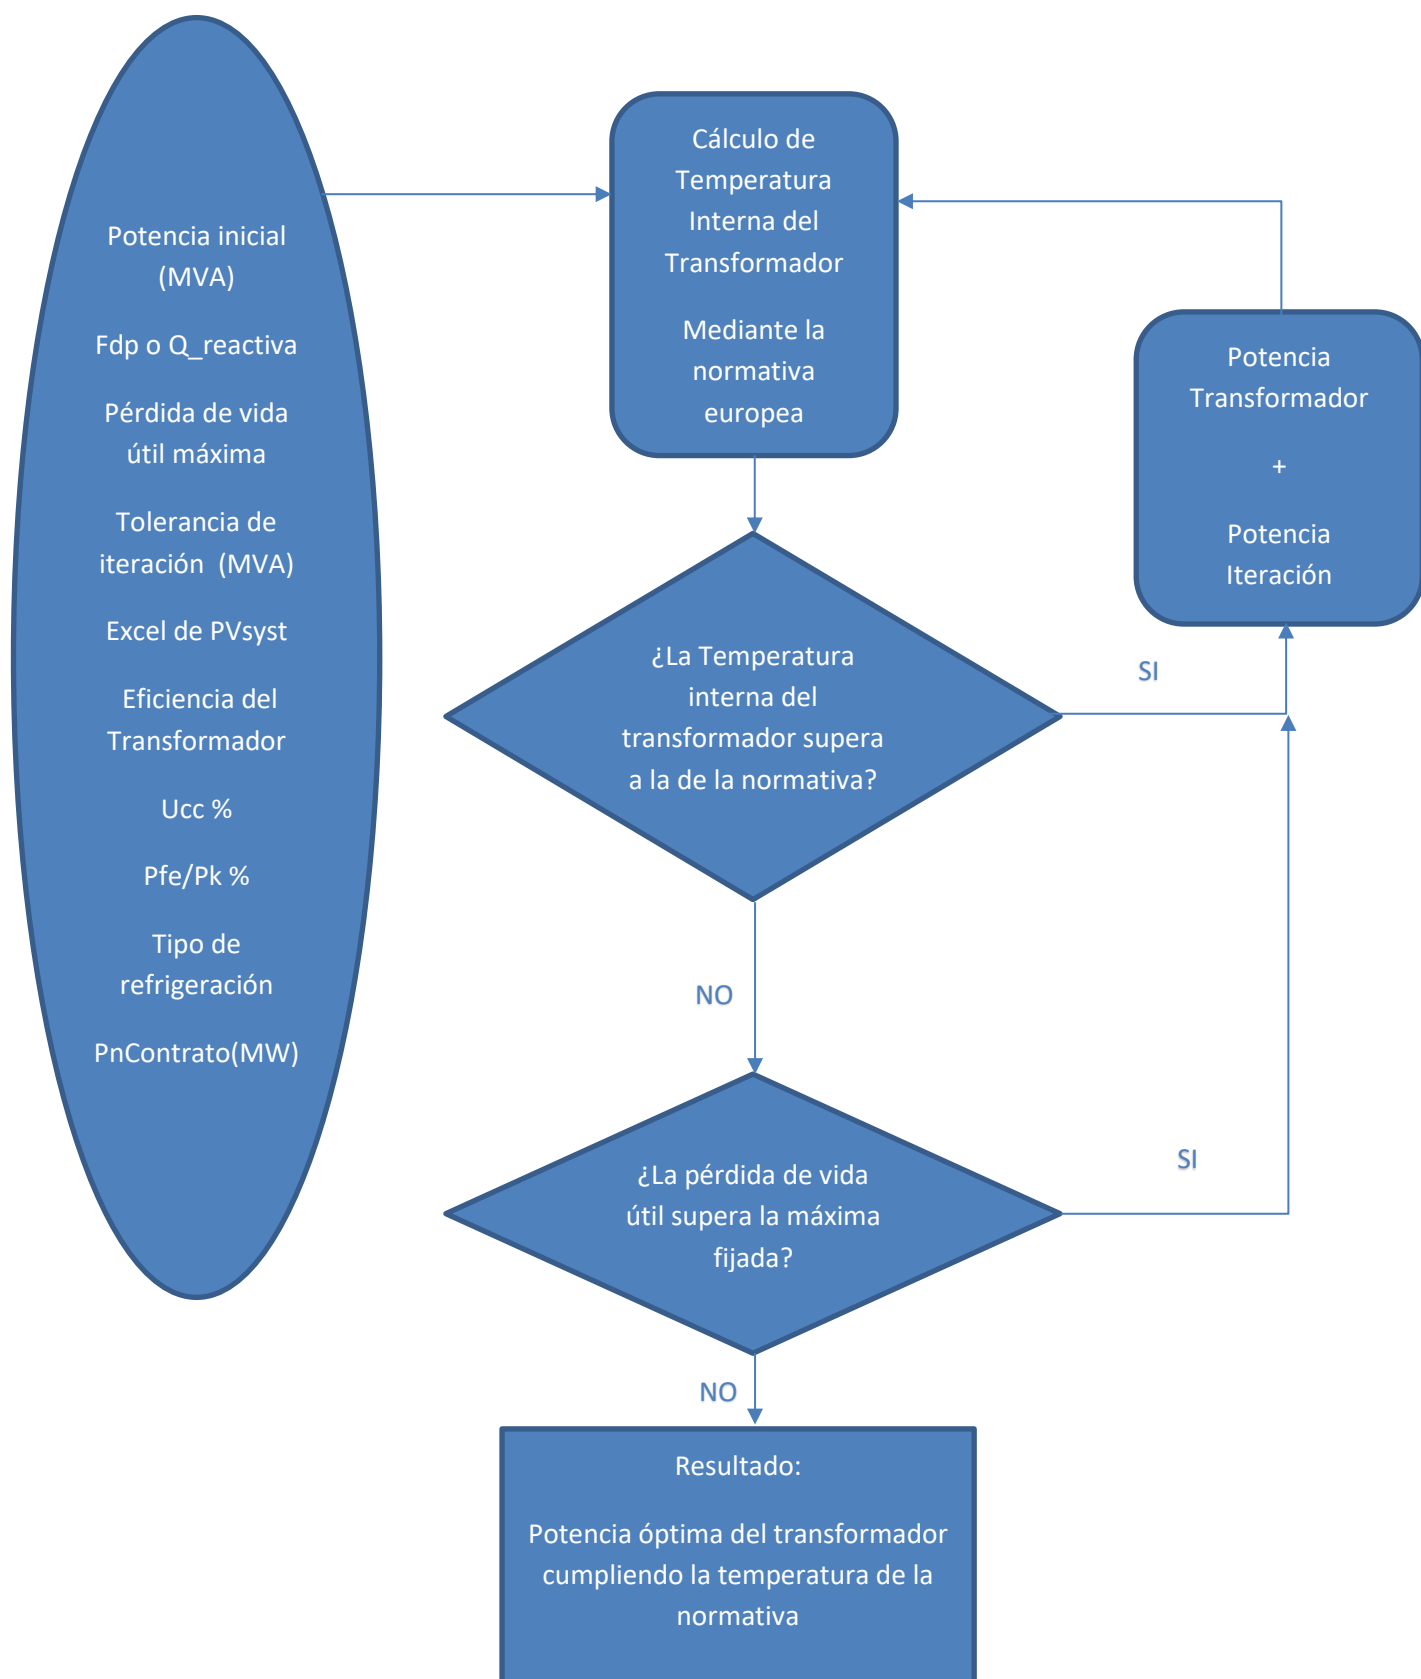 Potencia inicial
(MVA)
Fdp o Q_reactiva
Pérdida de vida
útil máxima
Tolerancia de
iteración  (MVA)
Excel de PVsyst
Eficiencia del
Transformador
Ucc %
Pfe/Pk %
Tipo de
refrigeración
PnContrato(MW)
Cálculo de
Temperatura
Interna del
Transformador
Mediante la
normativa
europea
Potencia
Transformador
+
Potencia
Iteración
¿La Temperatura
interna del
transformador supera
a la de la normativa?
SI
NO
¿La pérdida de vida
útil supera la máxima
fijada?
SI
NO
Resultado:
Potencia óptima del transformador
cumpliendo la temperatura de la
normativa